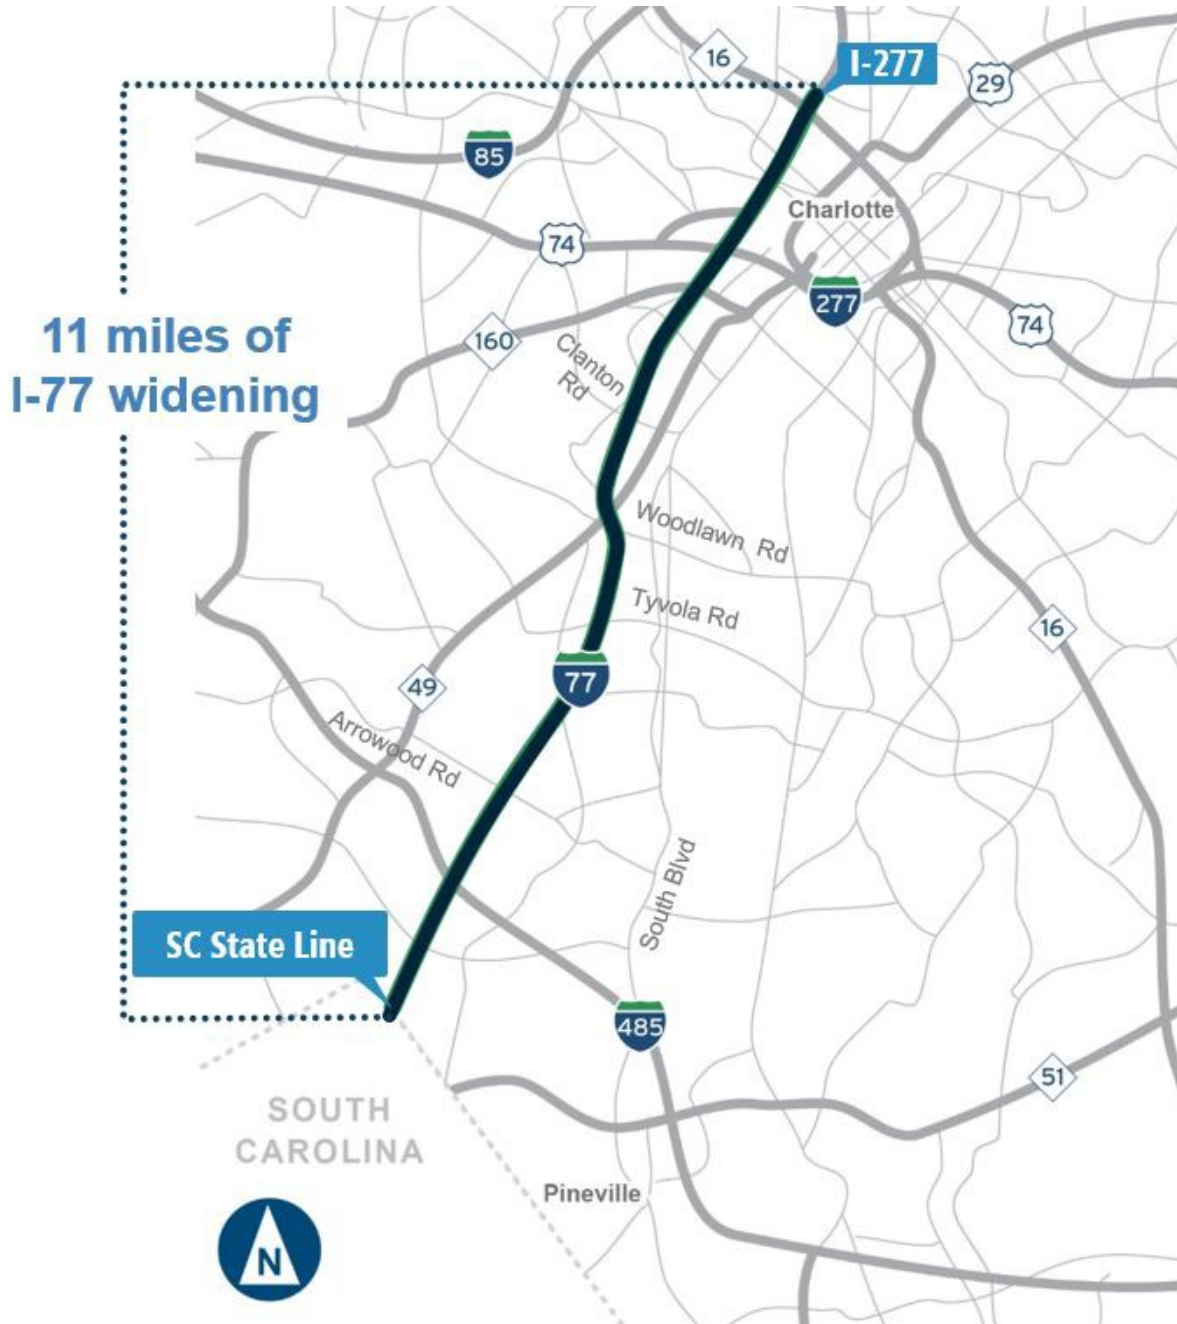 16
I-277
29
85
Charlotte
74
277
74
11 miles of
I-77 widening
160
Clanton
Rd
Woodlawn Rd
Tyvola Rd
16
77
49
Arrowood Rd
South Blvd
SC State Line
485
51
SOUTH
CAROLINA
Pineville
N